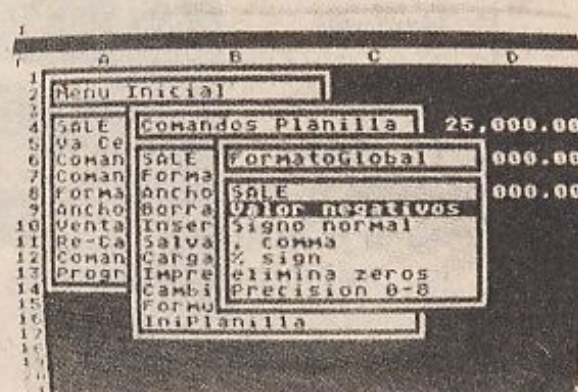 1
A B C D
1
2 Menu Inicial
3
4 SALE Comandos Planilla 25,000.00
5 Va Ce
6 Coman SALE FormatoGlobal 000.00
7 Coman Forma
8 Forma Ancho SALE 000.00
9 Ancho Borra Valor negativos
10 Venta Inser Signo normal
11 Re-Ca Salva , comma
12 Coman Carga % sign
13 Progr Impre elimina zeros
14 Cambi Precision 0-8
15 Formu
16 IniPlanilla
17